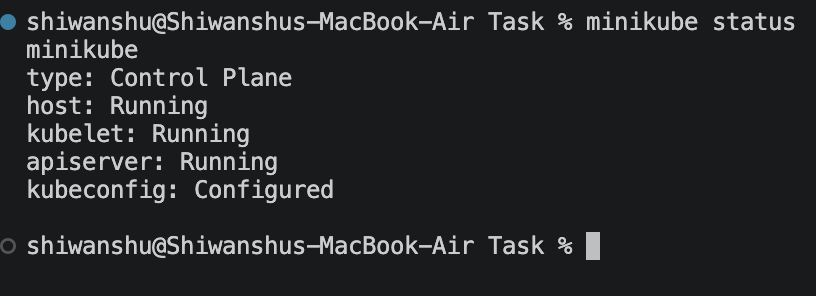 shiwanshu@Shiwanshus-MacBook-Air Task % minikube status
minikube
type: Control Plane
host: Running
kubelet: Running
apiserver: Running
kubeconfig: Configured
shiwanshu@Shiwanshus-MacBook-Air Task %